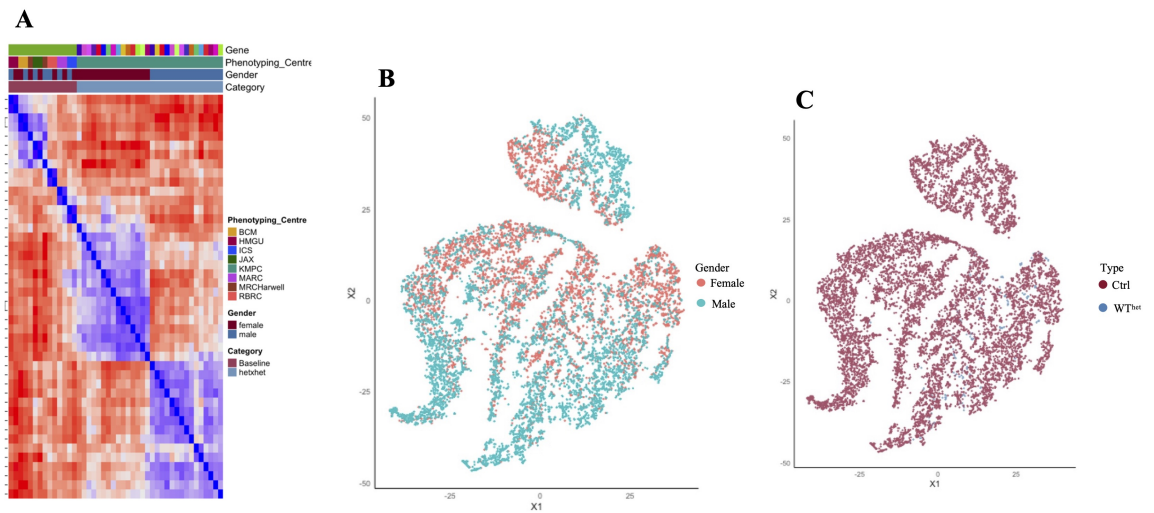 A
Gene
Phenotyping_Centre
Gender
Category
Phenotyping_Centre
BCM
HMGU
ICS
JAX
KMPC
MARC
MRCHarwell
RBRC
Gender
female
male
Category
Baseline
hetxhet
B
50
25
0
-25
-50
X2
-25
0
25
X1
Gender
Female
Male
C
50
25
0
-25
-50
X2
-25
0
25
X1
Type
Ctrl
WThet